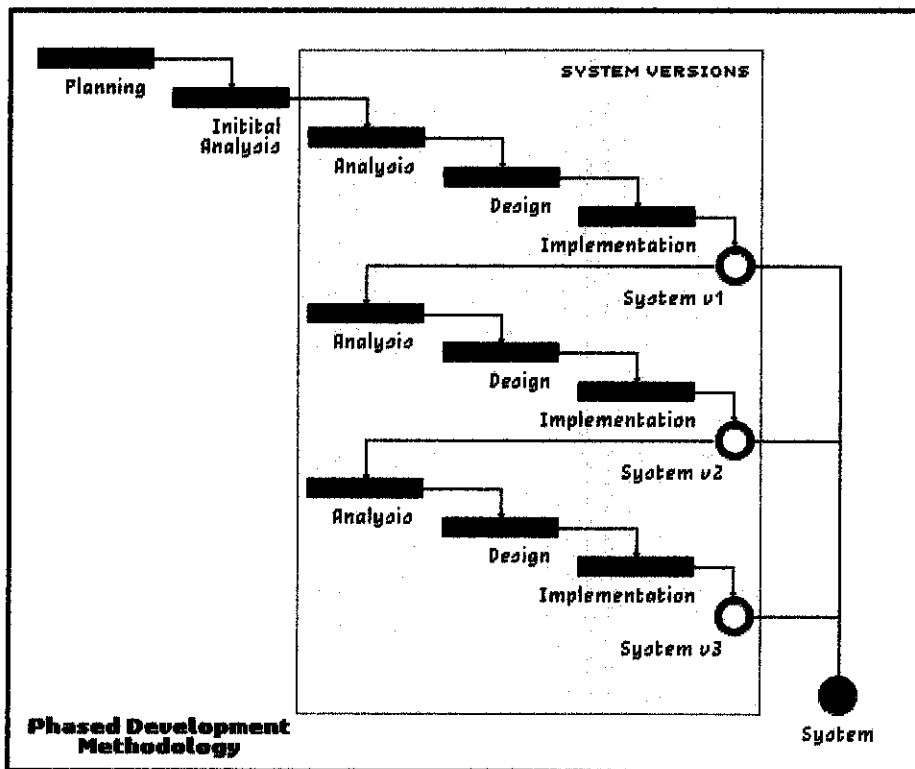 SYSTEM VERSIONS
Planning
Initital
Analysis
Analysis
Design
Implementation
System v1
Analysis
Design
Implementation
System v2
Analysis
Design
Implementation
System v3
Phased Development
Methodology
System